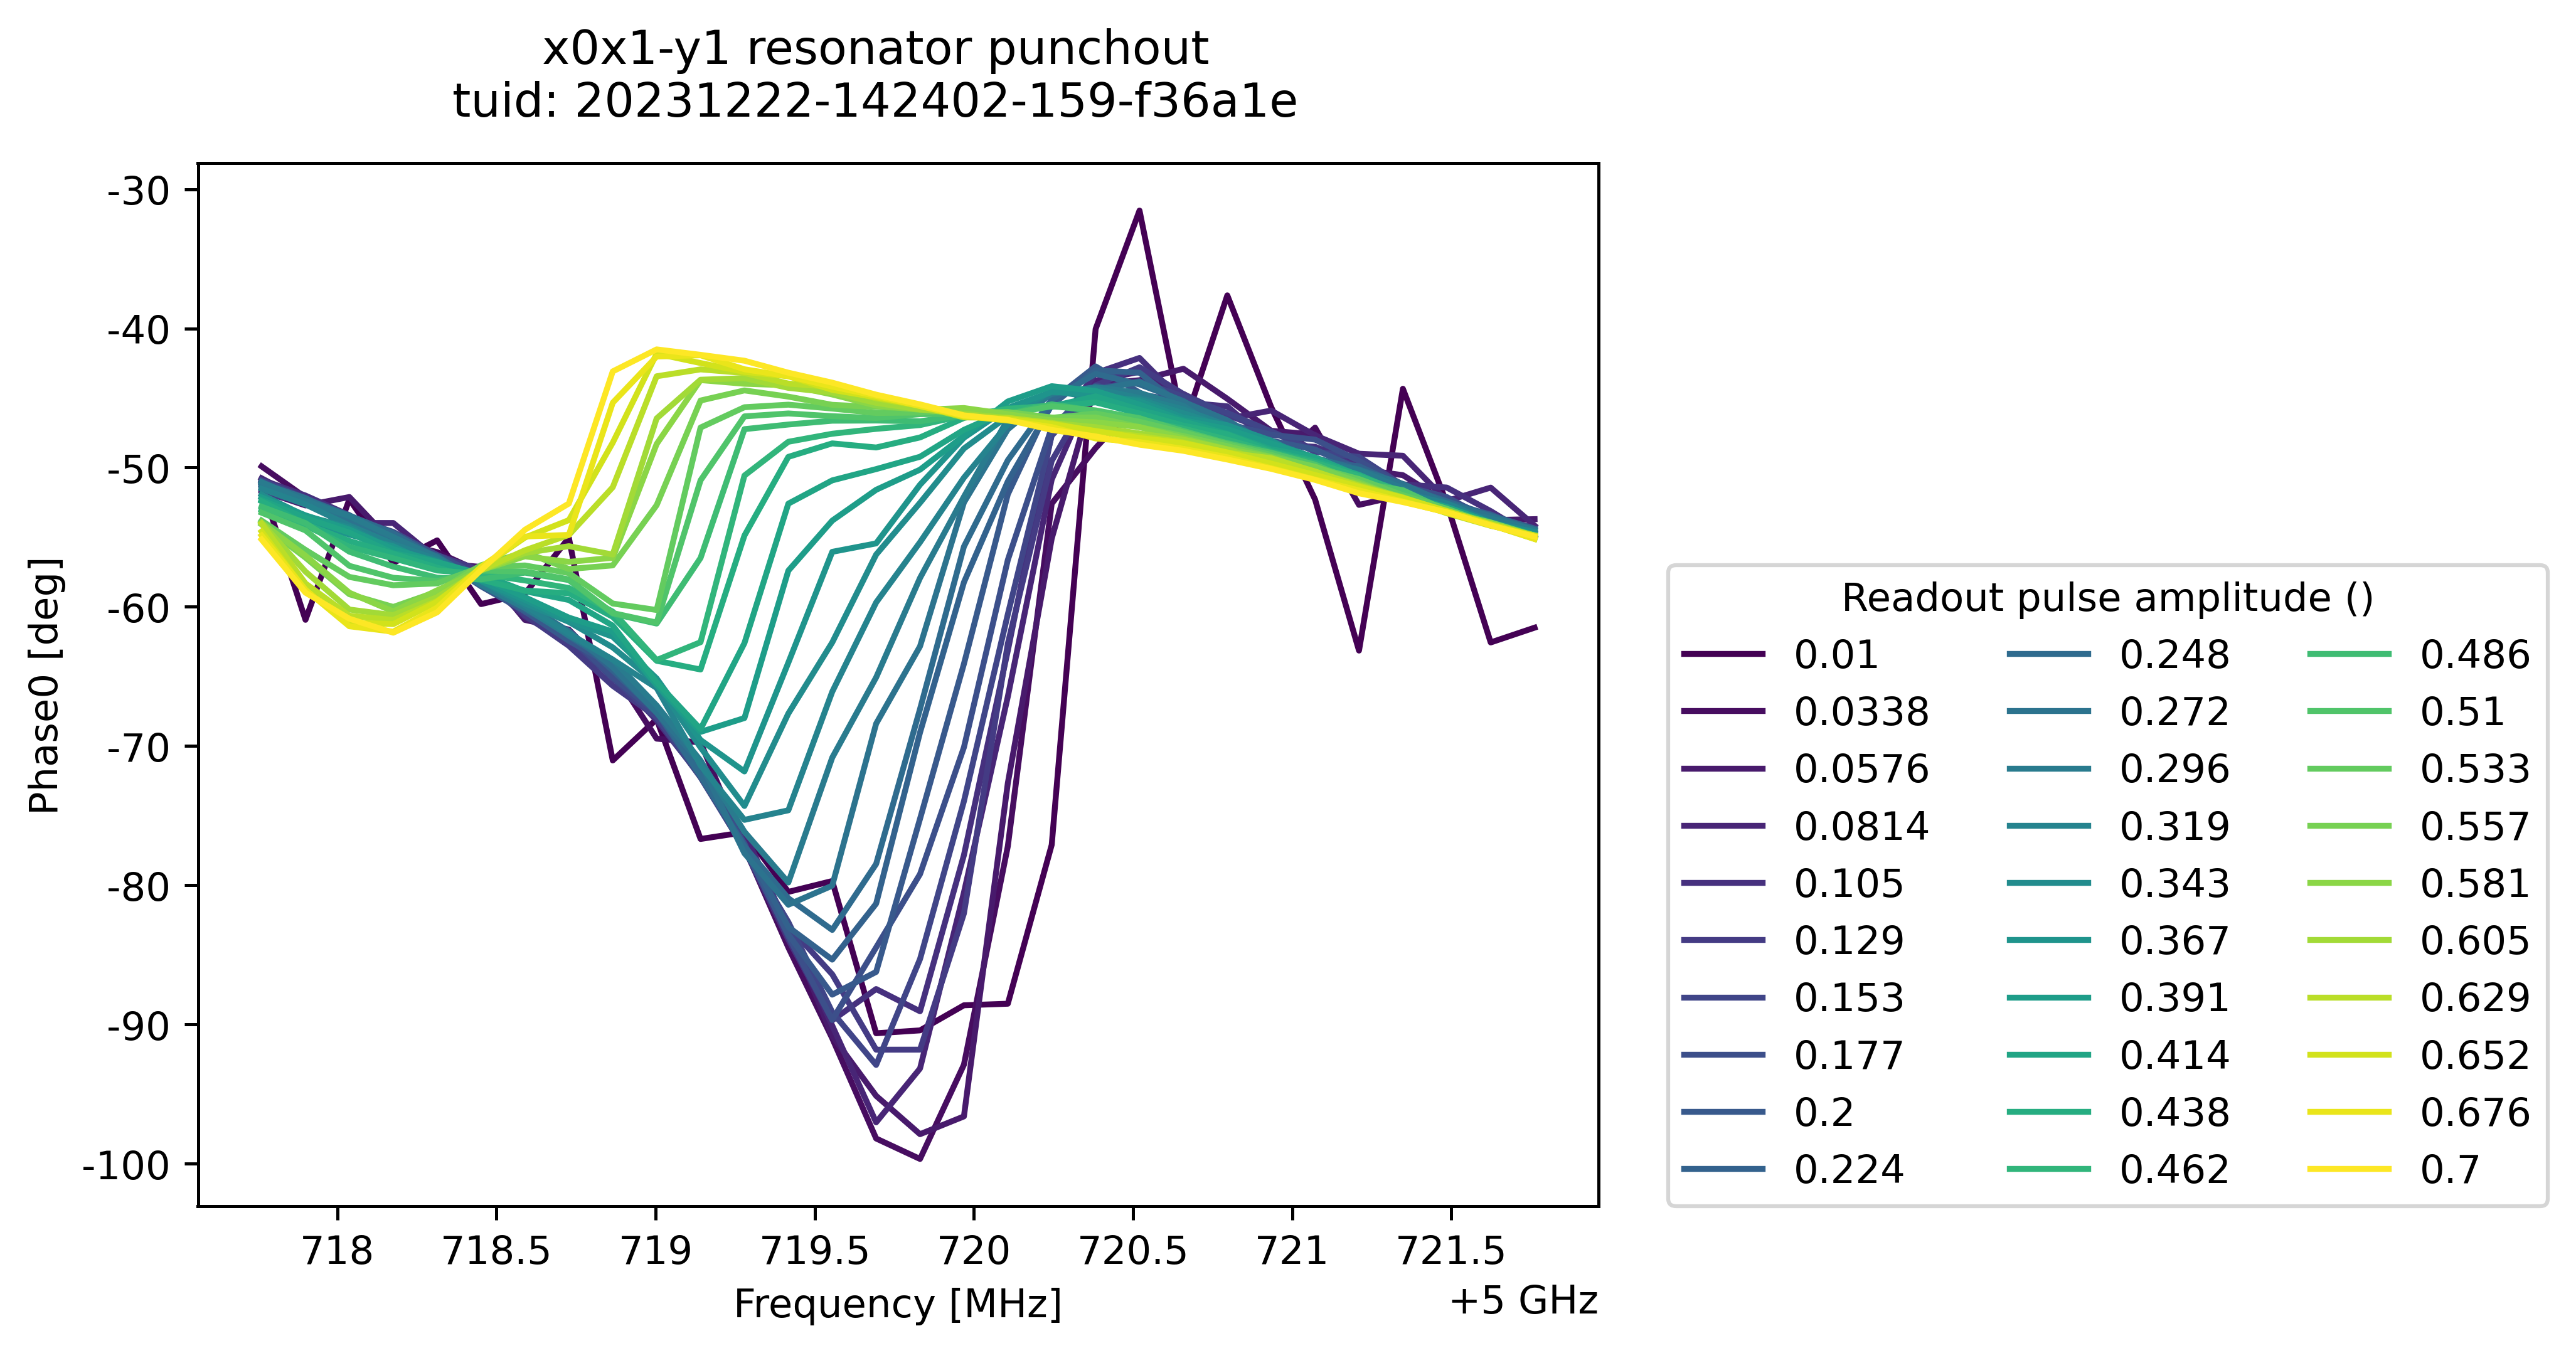 x0x1-y1 resonator punchout
tuid: 20231222-142402-159-f36a1e
-30
-40
-50
-60
-70
-80
-90
-100
Phase0 [deg]
718 718.5 719 719.5 720 720.5 721 721.5
Frequency [MHz]
+5 GHz
Readout pulse amplitude ()
0.01 0.248 0.486
0.0338 0.272 0.51
0.0576 0.296 0.533
0.0814 0.319 0.557
0.105 0.343 0.581
0.129 0.367 0.605
0.153 0.391 0.629
0.177 0.414 0.652
0.2 0.438 0.676
0.224 0.462 0.7